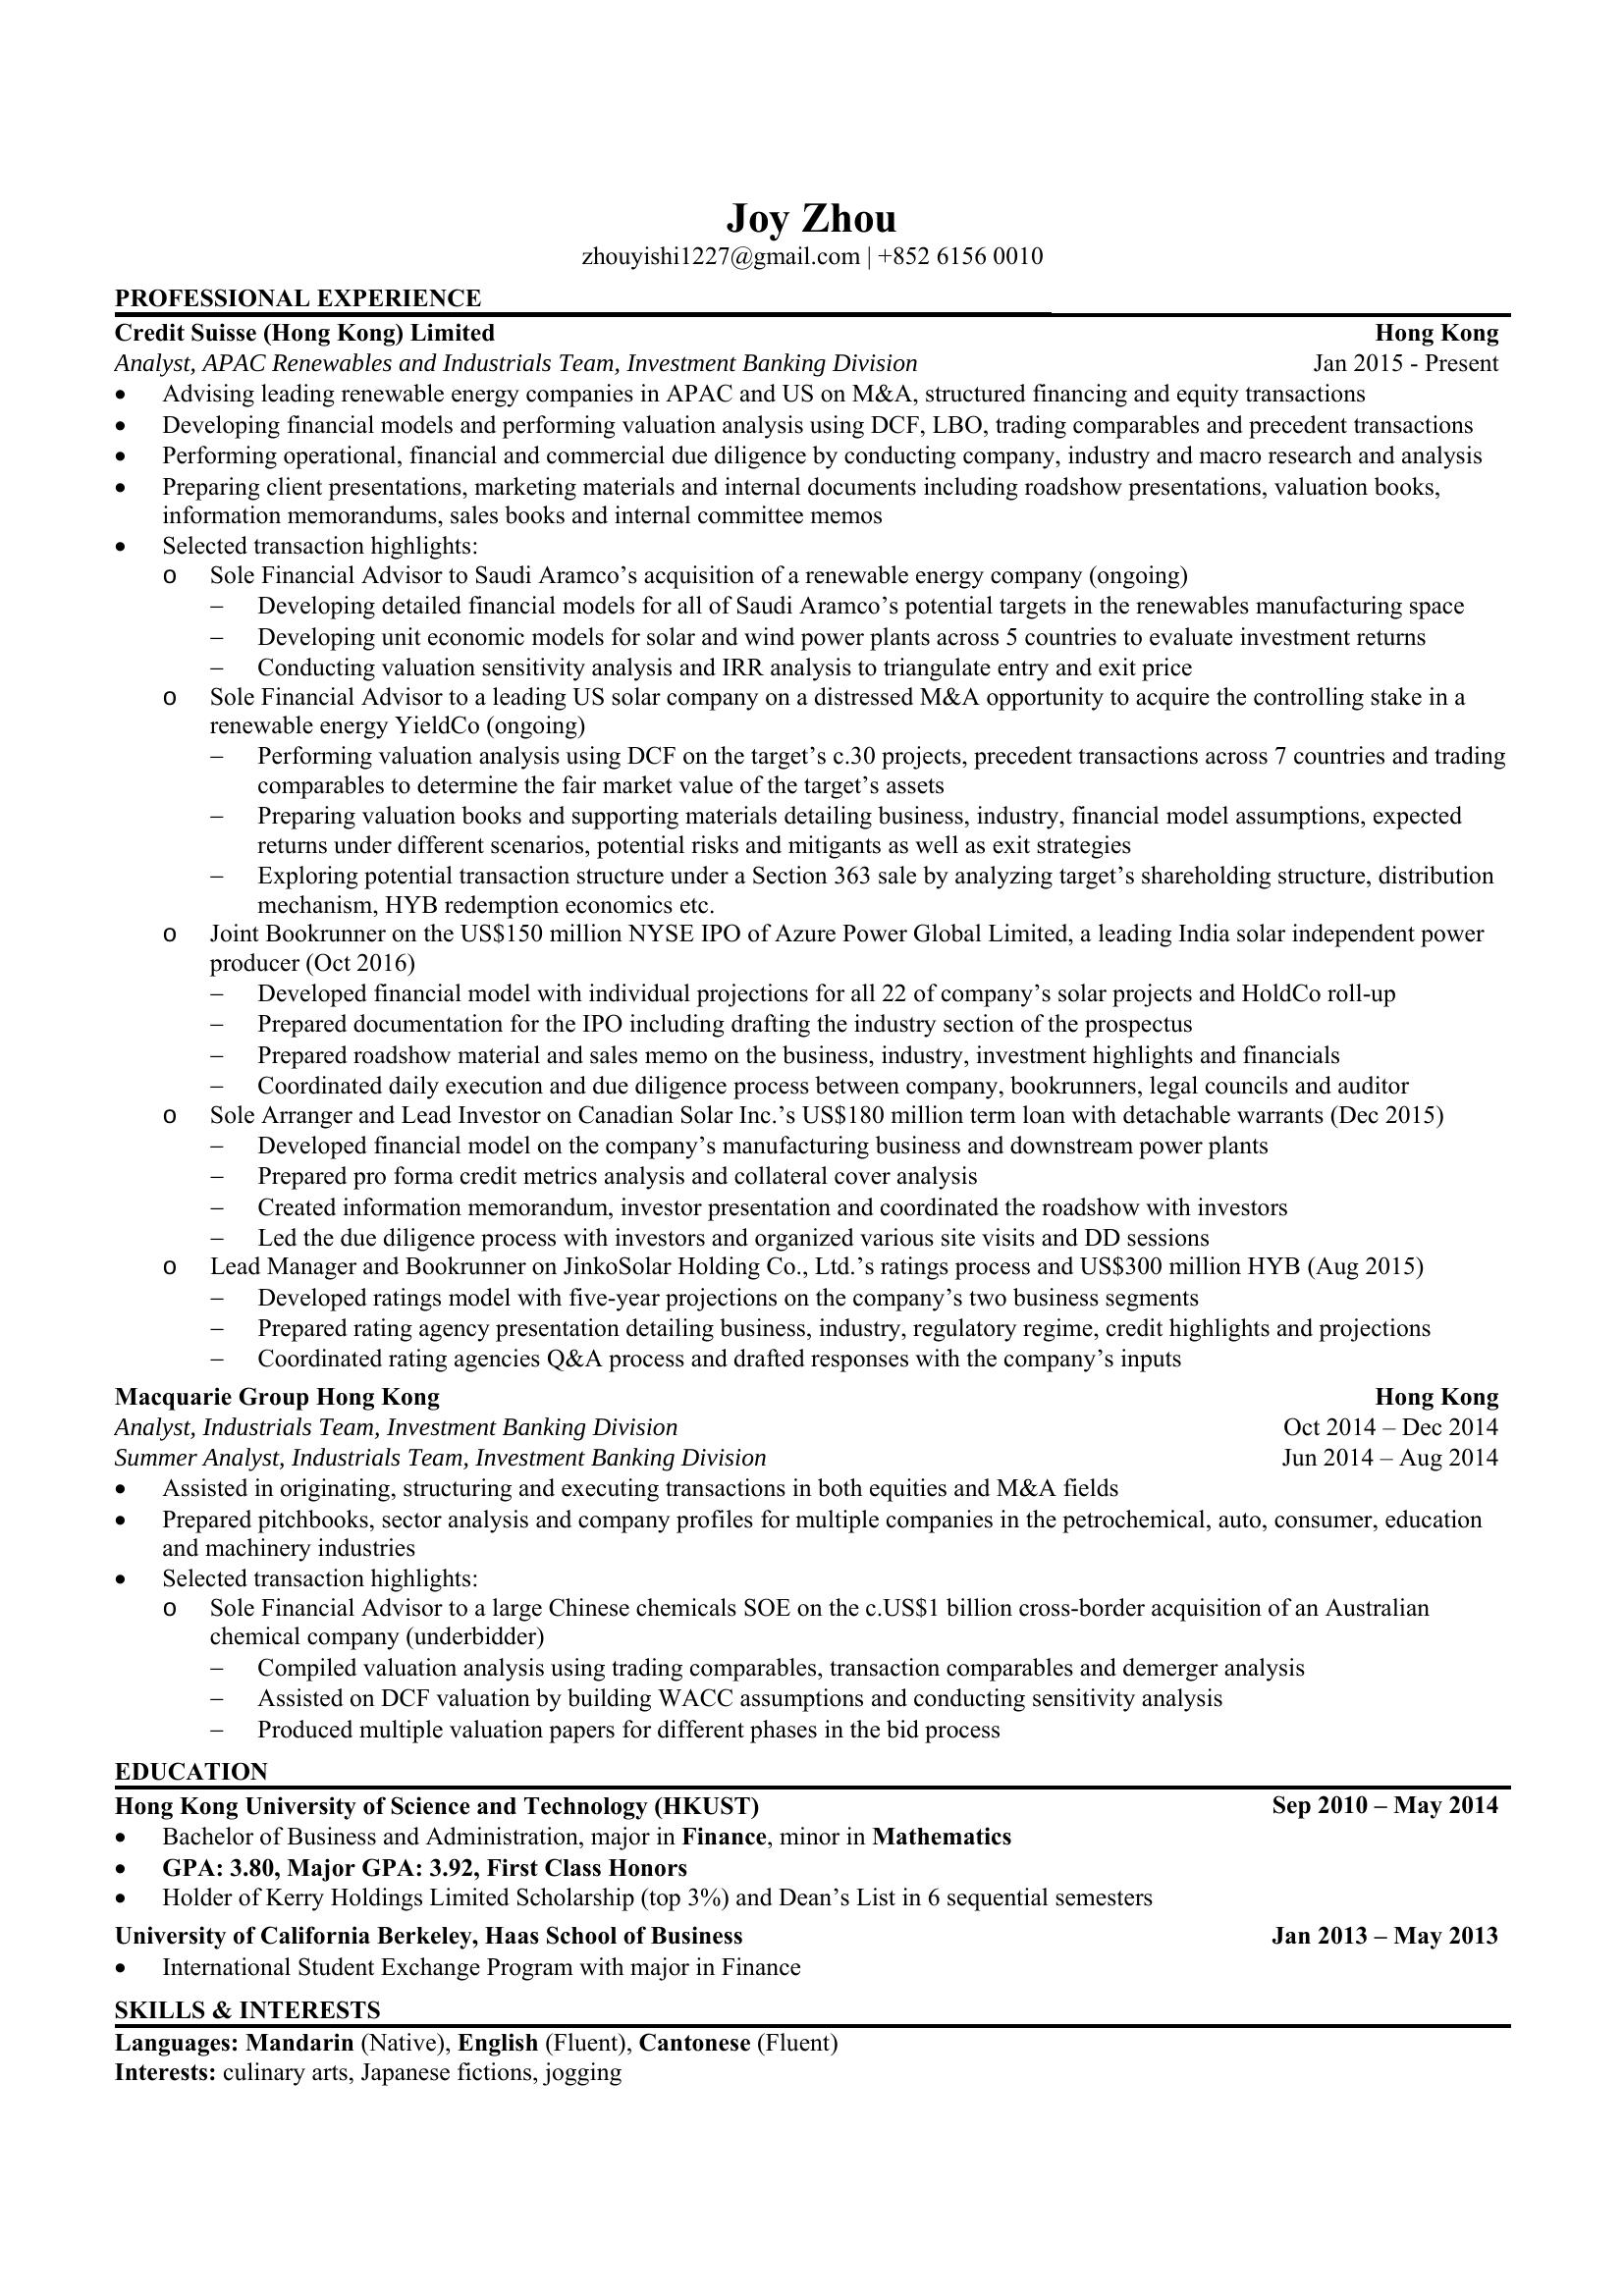 Joy Zhou
zhouyishi1227@gmail.com | +852 6156 0010
PROFESSIONAL EXPERIENCE
Credit Suisse (Hong Kong) Limited Hong Kong
Analyst, APAC Renewables and Industrials Team, Investment Banking Division Jan 2015 - Present
• Advising leading renewable energy companies in APAC and US on M&A, structured financing and equity transactions
• Developing financial models and performing valuation analysis using DCF, LBO, trading comparables and precedent transactions
• Performing operational, financial and commercial due diligence by conducting company, industry and macro research and analysis
• Preparing client presentations, marketing materials and internal documents including roadshow presentations, valuation books,
information memorandums, sales books and internal committee memos
• Selected transaction highlights:
o Sole Financial Advisor to Saudi Aramco’s acquisition of a renewable energy company (ongoing)
– Developing detailed financial models for all of Saudi Aramco’s potential targets in the renewables manufacturing space
– Developing unit economic models for solar and wind power plants across 5 countries to evaluate investment returns
– Conducting valuation sensitivity analysis and IRR analysis to triangulate entry and exit price
o Sole Financial Advisor to a leading US solar company on a distressed M&A opportunity to acquire the controlling stake in a
renewable energy YieldCo (ongoing)
– Performing valuation analysis using DCF on the target’s c.30 projects, precedent transactions across 7 countries and trading
comparables to determine the fair market value of the target’s assets
– Preparing valuation books and supporting materials detailing business, industry, financial model assumptions, expected
returns under different scenarios, potential risks and mitigants as well as exit strategies
– Exploring potential transaction structure under a Section 363 sale by analyzing target’s shareholding structure, distribution
mechanism, HYB redemption economics etc.
o Joint Bookrunner on the US$150 million NYSE IPO of Azure Power Global Limited, a leading India solar independent power
producer (Oct 2016)
– Developed financial model with individual projections for all 22 of company’s solar projects and HoldCo roll-up
– Prepared documentation for the IPO including drafting the industry section of the prospectus
– Prepared roadshow material and sales memo on the business, industry, investment highlights and financials
– Coordinated daily execution and due diligence process between company, bookrunners, legal councils and auditor
o Sole Arranger and Lead Investor on Canadian Solar Inc.’s US$180 million term loan with detachable warrants (Dec 2015)
– Developed financial model on the company’s manufacturing business and downstream power plants
– Prepared pro forma credit metrics analysis and collateral cover analysis
– Created information memorandum, investor presentation and coordinated the roadshow with investors
– Led the due diligence process with investors and organized various site visits and DD sessions
o Lead Manager and Bookrunner on JinkoSolar Holding Co., Ltd.’s ratings process and US$300 million HYB (Aug 2015)
– Developed ratings model with five-year projections on the company’s two business segments
– Prepared rating agency presentation detailing business, industry, regulatory regime, credit highlights and projections
– Coordinated rating agencies Q&A process and drafted responses with the company’s inputs
Macquarie Group Hong Kong Hong Kong
Analyst, Industrials Team, Investment Banking Division Oct 2014 – Dec 2014
Summer Analyst, Industrials Team, Investment Banking Division Jun 2014 – Aug 2014
• Assisted in originating, structuring and executing transactions in both equities and M&A fields
• Prepared pitchbooks, sector analysis and company profiles for multiple companies in the petrochemical, auto, consumer, education
and machinery industries
• Selected transaction highlights:
o Sole Financial Advisor to a large Chinese chemicals SOE on the c.US$1 billion cross-border acquisition of an Australian
chemical company (underbidder)
– Compiled valuation analysis using trading comparables, transaction comparables and demerger analysis
– Assisted on DCF valuation by building WACC assumptions and conducting sensitivity analysis
– Produced multiple valuation papers for different phases in the bid process
EDUCATION
Hong Kong University of Science and Technology (HKUST) Sep 2010 – May 2014
• Bachelor of Business and Administration, major in Finance, minor in Mathematics
• GPA: 3.80, Major GPA: 3.92, First Class Honors
• Holder of Kerry Holdings Limited Scholarship (top 3%) and Dean’s List in 6 sequential semesters
University of California Berkeley, Haas School of Business Jan 2013 – May 2013
• International Student Exchange Program with major in Finance
SKILLS & INTERESTS
Languages: Mandarin (Native), English (Fluent), Cantonese (Fluent)
Interests: culinary arts, Japanese fictions, jogging